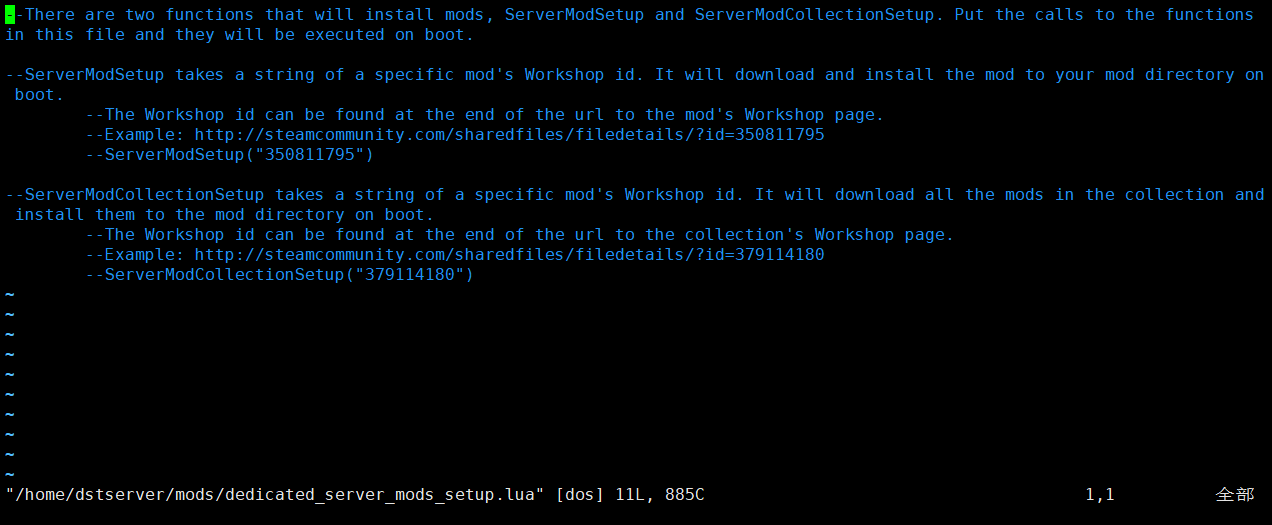 --There are two functions that will install mods, ServerModSetup and ServerModCollectionSetup. Put the calls to the functions
in this file and they will be executed on boot.
--ServerModSetup takes a string of a specific mod's Workshop id. It will download and install the mod to your mod directory on
boot.
--The Workshop id can be found at the end of the url to the mod's Workshop page.
--Example: http://steamcommunity.com/sharedfiles/filedetails/?id=350811795
--ServerModSetup("350811795")
--ServerModCollectionSetup takes a string of a specific mod's Workshop id. It will download all the mods in the collection and
install them to the mod directory on boot.
--The Workshop id can be found at the end of the url to the collection's Workshop page.
--Example: http://steamcommunity.com/sharedfiles/filedetails/?id=379114180
--ServerModCollectionSetup("379114180")
~
~
~
~
~
~
~
~
~
~
"/home/dstserver/mods/dedicated_server_mods_setup.lua" [dos] 11L, 885C 1,1 全部